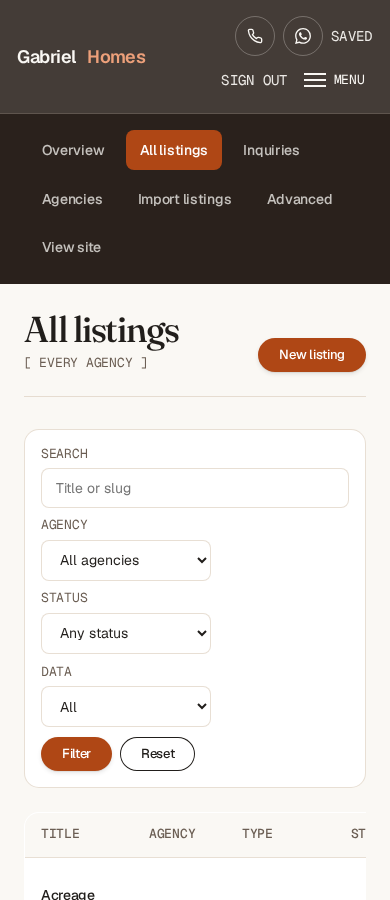 Gabriel Homes
SAVED
SIGN OUT
MENU
Overview All listings Inquiries
Agencies Import listings Advanced
View site
All listings
[ EVERY AGENCY ]
New listing
SEARCH
Title or slug
AGENCY
All agencies
STATUS
Any status
DATA
All
Filter Reset
TITLE AGENCY TYPE ST
Acreage